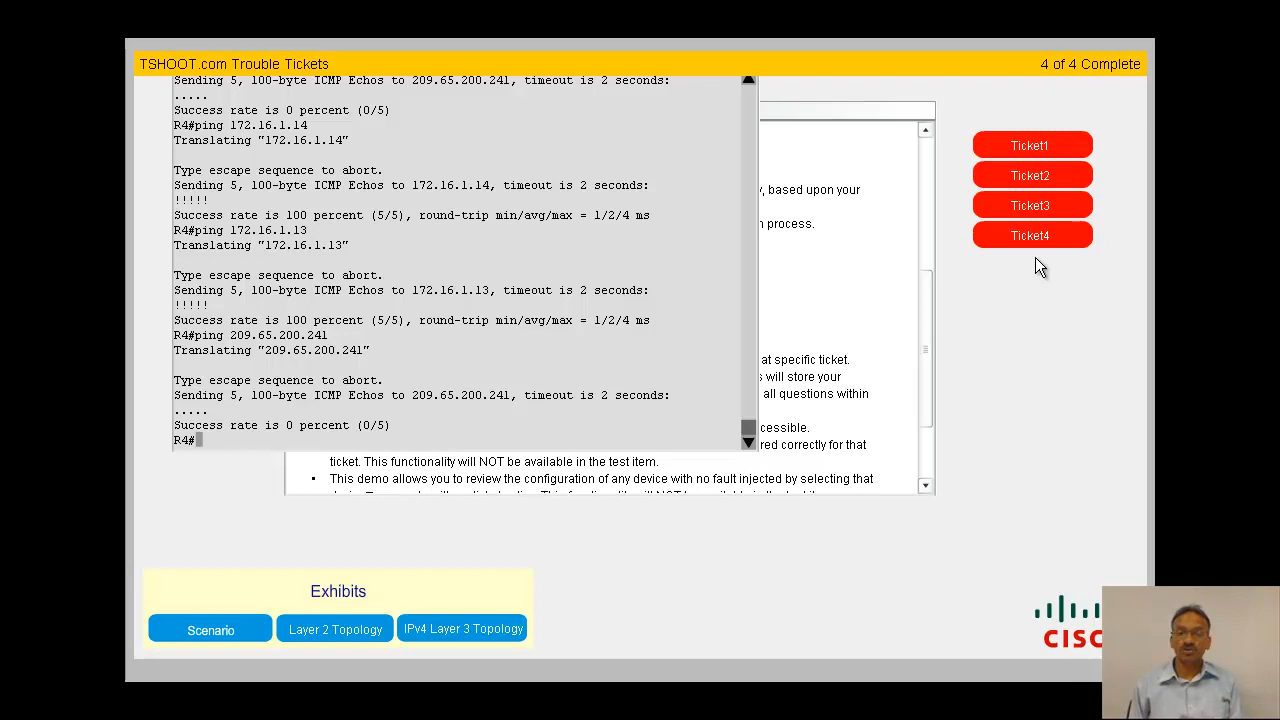 TSHOOT.com Trouble Tickets
4 of 4 Complete
Sending 5, 100-byte ICMP Echos to 209.65.200.241, timeout is 2 seconds:
.....
Success rate is 0 percent (0/5)
R4#ping 172.16.1.14
Translating "172.16.1.14"
Type escape sequence to abort.
Sending 5, 100-byte ICMP Echos to 172.16.1.14, timeout is 2 seconds:
!!!!!
Success rate is 100 percent (5/5), round-trip min/avg/max = 1/2/4 ms
R4#ping 172.16.1.13
Translating "172.16.1.13"
Type escape sequence to abort.
Sending 5, 100-byte ICMP Echos to 172.16.1.13, timeout is 2 seconds:
!!!!!
Success rate is 100 percent (5/5), round-trip min/avg/max = 1/2/4 ms
R4#ping 209.65.200.241
Translating "209.65.200.241"
Type escape sequence to abort.
Sending 5, 100-byte ICMP Echos to 209.65.200.241, timeout is 2 seconds:
.....
Success rate is 0 percent (0/5)
R4#
, based upon your
process.
at specific ticket.
will store your
all questions within
red correctly for that
ticket. This functionality will NOT be available in the test item.
• This demo allows you to review the configuration of any device with no fault injected by selecting that
Ticket1
Ticket2
Ticket3
Ticket4
Exhibits
Scenario
Layer 2 Topology
IPv4 Layer 3 Topology
CISC